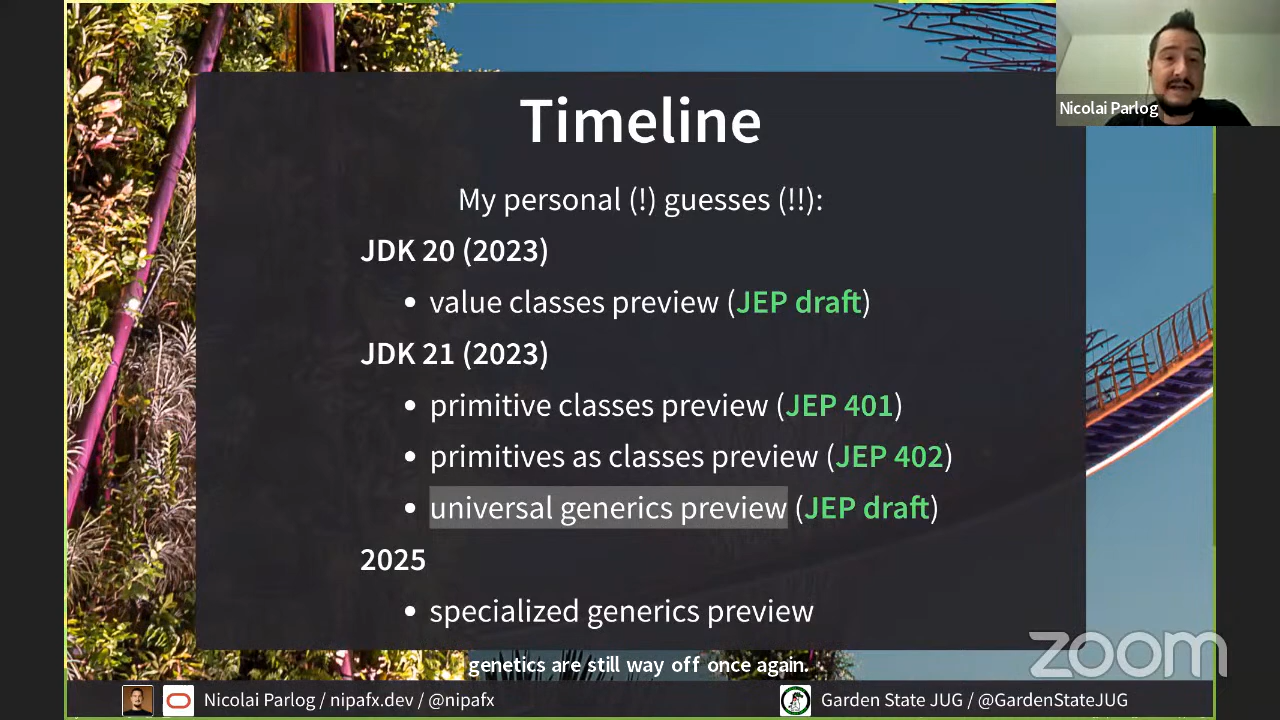 Nicolai Parlog
Timeline
My personal (!) guesses (!!):
JDK 20 (2023)
• value classes preview (JEP draft)
JDK 21 (2023)
• primitive classes preview (JEP 401)
• primitives as classes preview (JEP 402)
• universal generics preview (JEP draft)
2025
• specialized generics preview
genetics are still way off once again.
zoom
Nicolai Parlog / nipafx.dev / @nipafx
Garden State JUG / @GardenStateJUG